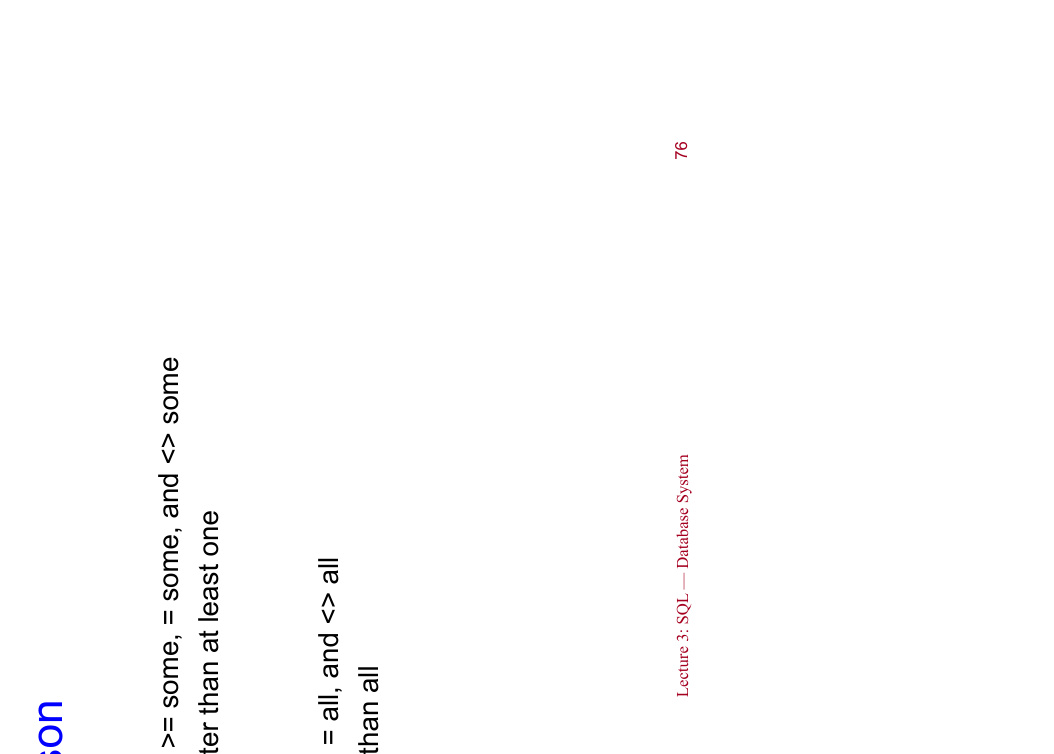 son
>= some, = some, and <> some
ter than at least one
= all, and <> all
than all
Lecture 3: SQL — Database System
76